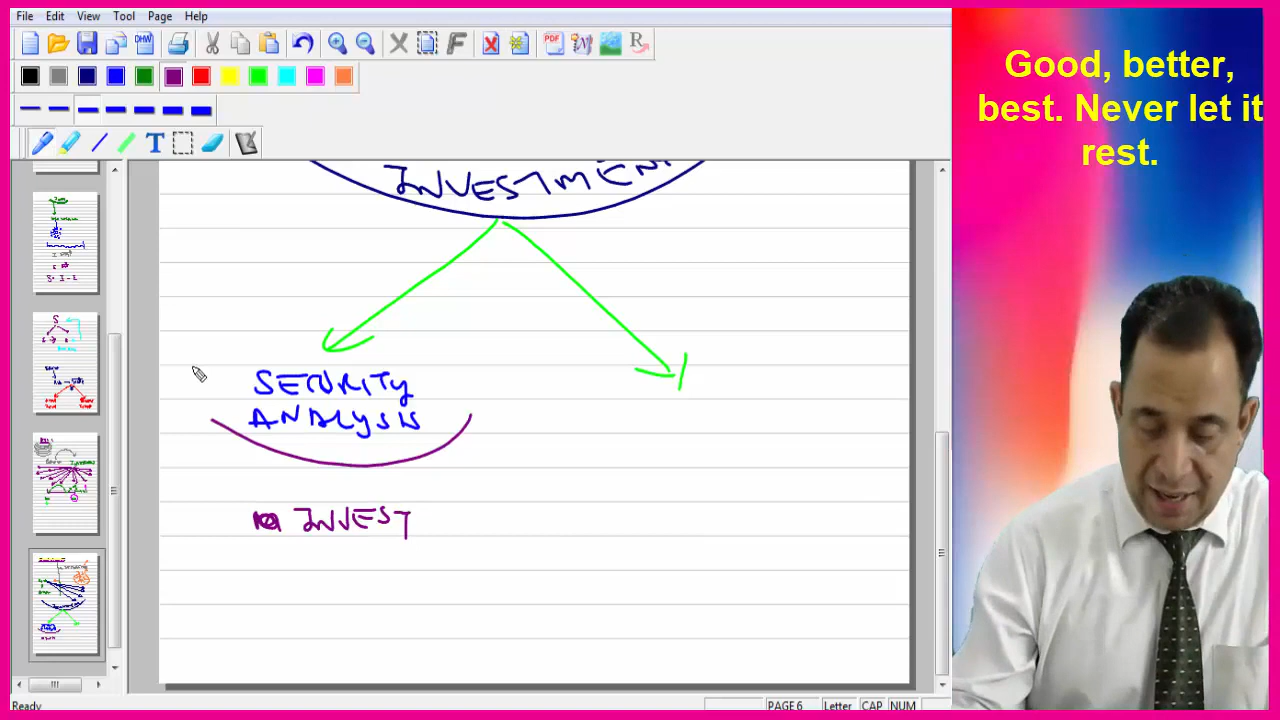 File Edit View Tool Page Help
INVESTMENT
SECURITY
ANALYSIS
INVEST
Good, better,
best. Never let it
rest.
Ready
PAGE 6 Letter CAP NUM